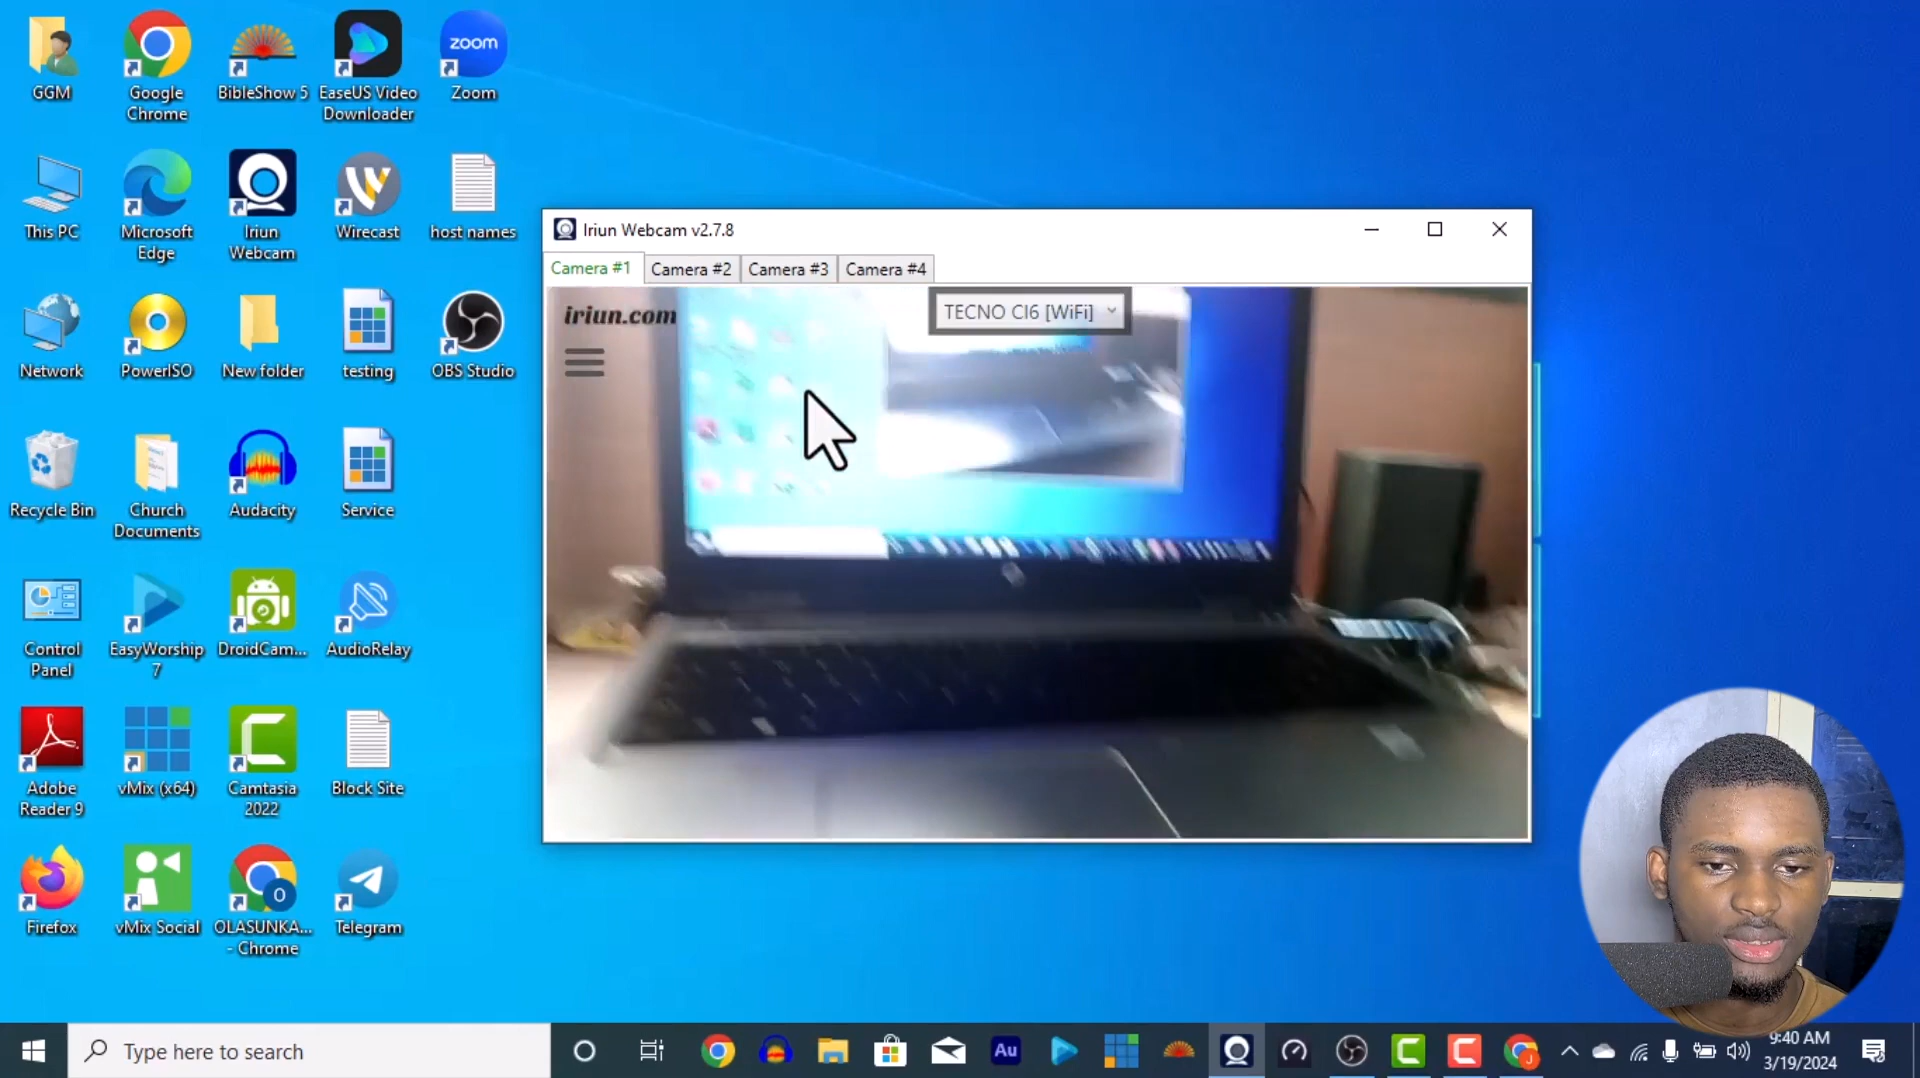 GGM
Google
Chrome
BibleShow 5
EaseUS Video
Downloader
zoom
Zoom
This PC
Microsoft
Edge
Iriun
Webcam
Wirecast
host names
Network
PowerISO
New folder
testing
OBS Studio
Recycle Bin
Church
Documents
Audacity
Service
Control
Panel
EasyWorship
7
DroidCam...
AudioRelay
Adobe
Reader 9
vMix (x64)
Camtasia
2022
Block Site
Firefox
vMix Social
O
OLASUNKA...
- Chrome
Telegram
Iriun Webcam v2.7.8
Camera #1
Camera #2
Camera #3
Camera #4
iriun.com
TECNO CI6 [WiFi]
Type here to search
Au
J
9:40 AM
3/19/2024